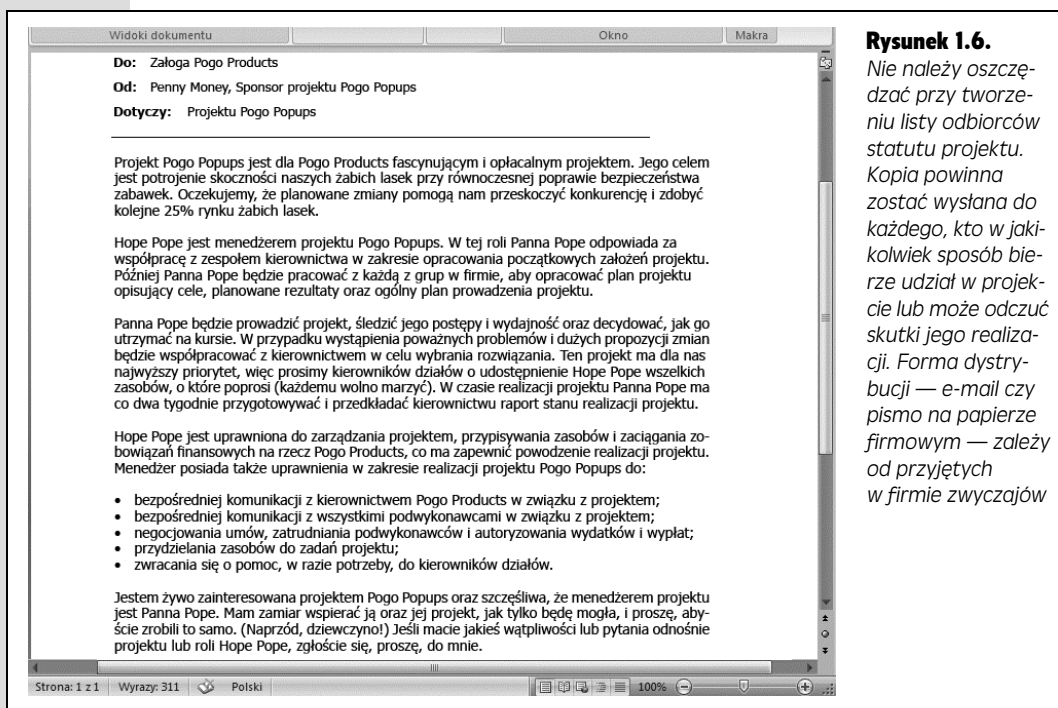 Widoki dokumentu Okno Makra
Do: Załoga Pogo Products
Od: Penny Money, Sponsor projektu Pogo Popups
Dotyczy: Projektu Pogo Popups
Projekt Pogo Popups jest dla Pogo Products fascynującym i opłacalnym projektem. Jego celem
jest potrojenie skoczności naszych żabich lasek przy równoczesnej poprawie bezpieczeństwa
zabawek. Oczekujemy, że planowane zmiany pomogą nam przeskoczyć konkurencję i zdobyć
kolejne 25% rynku żabich lasek.
Hope Pope jest menedżerem projektu Pogo Popups. W tej roli Panna Pope odpowiada za
współpracę z zespołem kierownictwa w zakresie opracowania początkowych założeń projektu.
Później Panna Pope będzie pracować z każdą z grup w firmie, aby opracować plan projektu
opisujący cele, planowane rezultaty oraz ogólny plan prowadzenia projektu.
Panna Pope będzie prowadzić projekt, śledzić jego postępy i wydajność oraz decydować, jak go
utrzymać na kursie. W przypadku wystąpienia poważnych problemów i dużych propozycji zmian
będzie współpracować z kierownictwem w celu wybrania rozwiązania. Ten projekt ma dla nas
najwyższy priorytet, więc prosimy kierowników działów o udostępnienie Hope Pope wszelkich
zasobów, o które poprosi (każdemu wolno marzyć). W czasie realizacji projektu Panna Pope ma
co dwa tygodnie przygotowywać i przedkładać kierownictwu raport stanu realizacji projektu.
Hope Pope jest uprawniona do zarządzania projektem, przypisywania zasobów i zaciągania zo-
bowiązań finansowych na rzecz Pogo Products, co ma zapewnić powodzenie realizacji projektu.
Menedżer posiada także uprawnienia w zakresie realizacji projektu Pogo Popups do:
• bezpośredniej komunikacji z kierownictwem Pogo Products w związku z projektem;
• bezpośredniej komunikacji z wszystkimi podwykonawcami w związku z projektem;
• negocjowania umów, zatrudniania podwykonawców i autoryzowania wydatków i wypłat;
• przydzielania zasobów do zadań projektu;
• zwracania się o pomoc, w razie potrzeby, do kierowników działów.
Jestem żywo zainteresowana projektem Pogo Popups oraz szczęśliwa, że menedżerem projektu
jest Panna Pope. Mam zamiar wspierać ją oraz jej projekt, jak tylko będę mogła, i proszę, aby-
ście zrobili to samo. (Naprzód, dziewczyno!) Jeśli macie jakieś wątpliwości lub pytania odnośnie
projektu lub roli Hope Pope, zgłoście się, proszę, do mnie.
Strona: 1 z 1 Wyrazy: 311 Polski 100%
Rysunek 1.6.
Nie należy oszczę-
dzać przy tworze-
niu listy odbiorców
statutu projektu.
Kopia powinna
zostać wysłana do
każdego, kto w jaki-
kolwiek sposób bie-
rze udział w projek-
cie lub może odczuć
skutki jego realiza-
cji. Forma dystry-
bucji — e-mail czy
pismo na papierze
firmowym — zależy
od przyjętych
w firmie zwyczajów